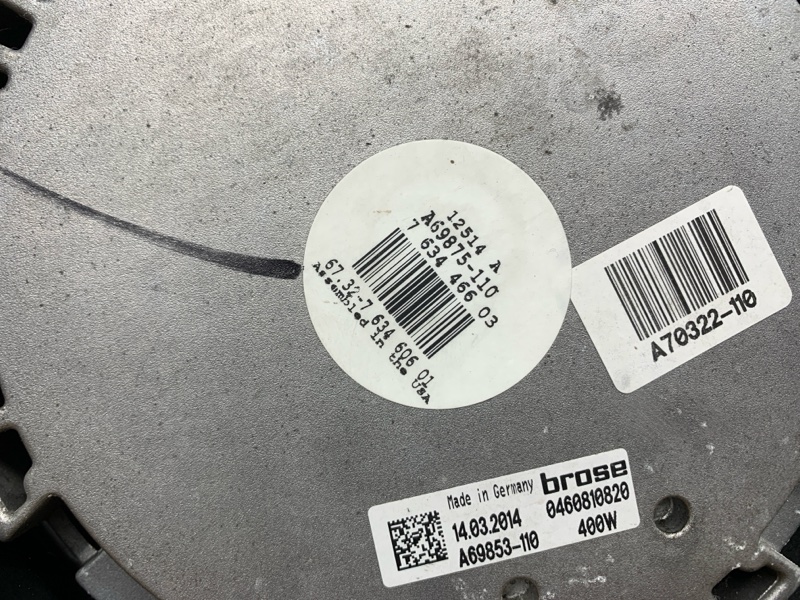 12514 A
A69875-110
7 634 466 03
67.32-7 634 606 01
Assembled in the USA
A70322-110
Made in Germany brose
14.03.2014 0460810820
A69853-110 400W